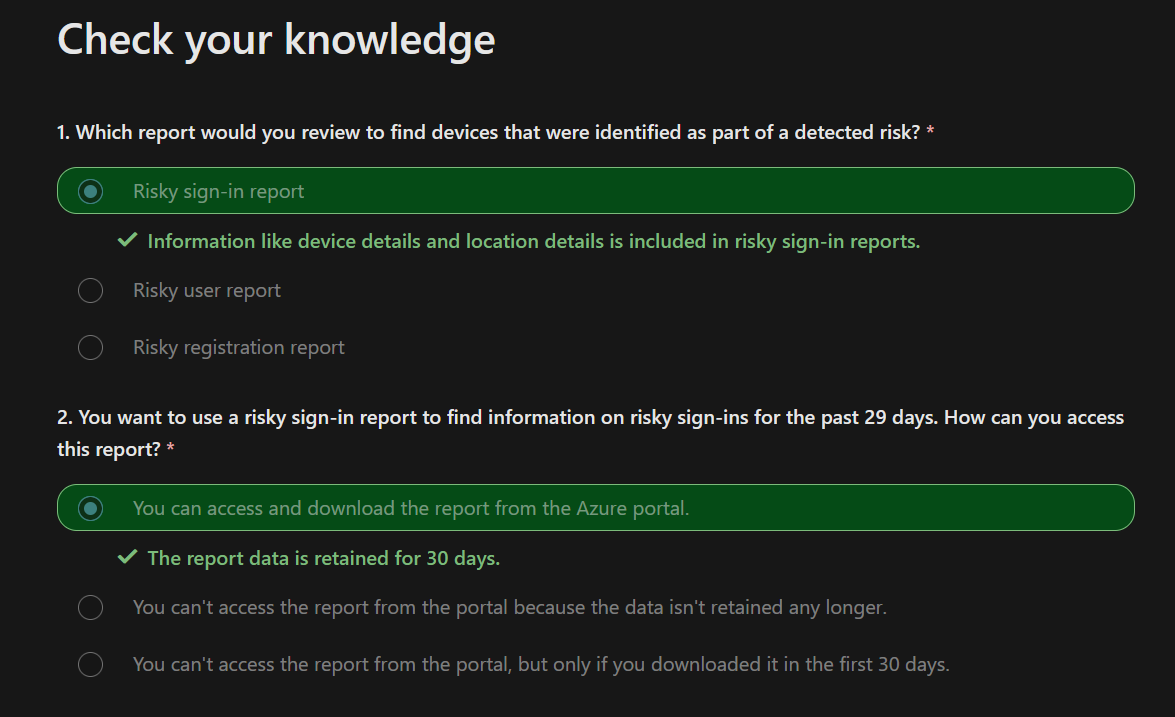 Check your knowledge
1. Which report would you review to find devices that were identified as part of a detected risk? *
Risky sign-in report
Information like device details and location details is included in risky sign-in reports.
Risky user report
Risky registration report
2. You want to use a risky sign-in report to find information on risky sign-ins for the past 29 days. How can you access
this report? *
You can access and download the report from the Azure portal.
The report data is retained for 30 days.
You can't access the report from the portal because the data isn't retained any longer.
You can't access the report from the portal, but only if you downloaded it in the first 30 days.